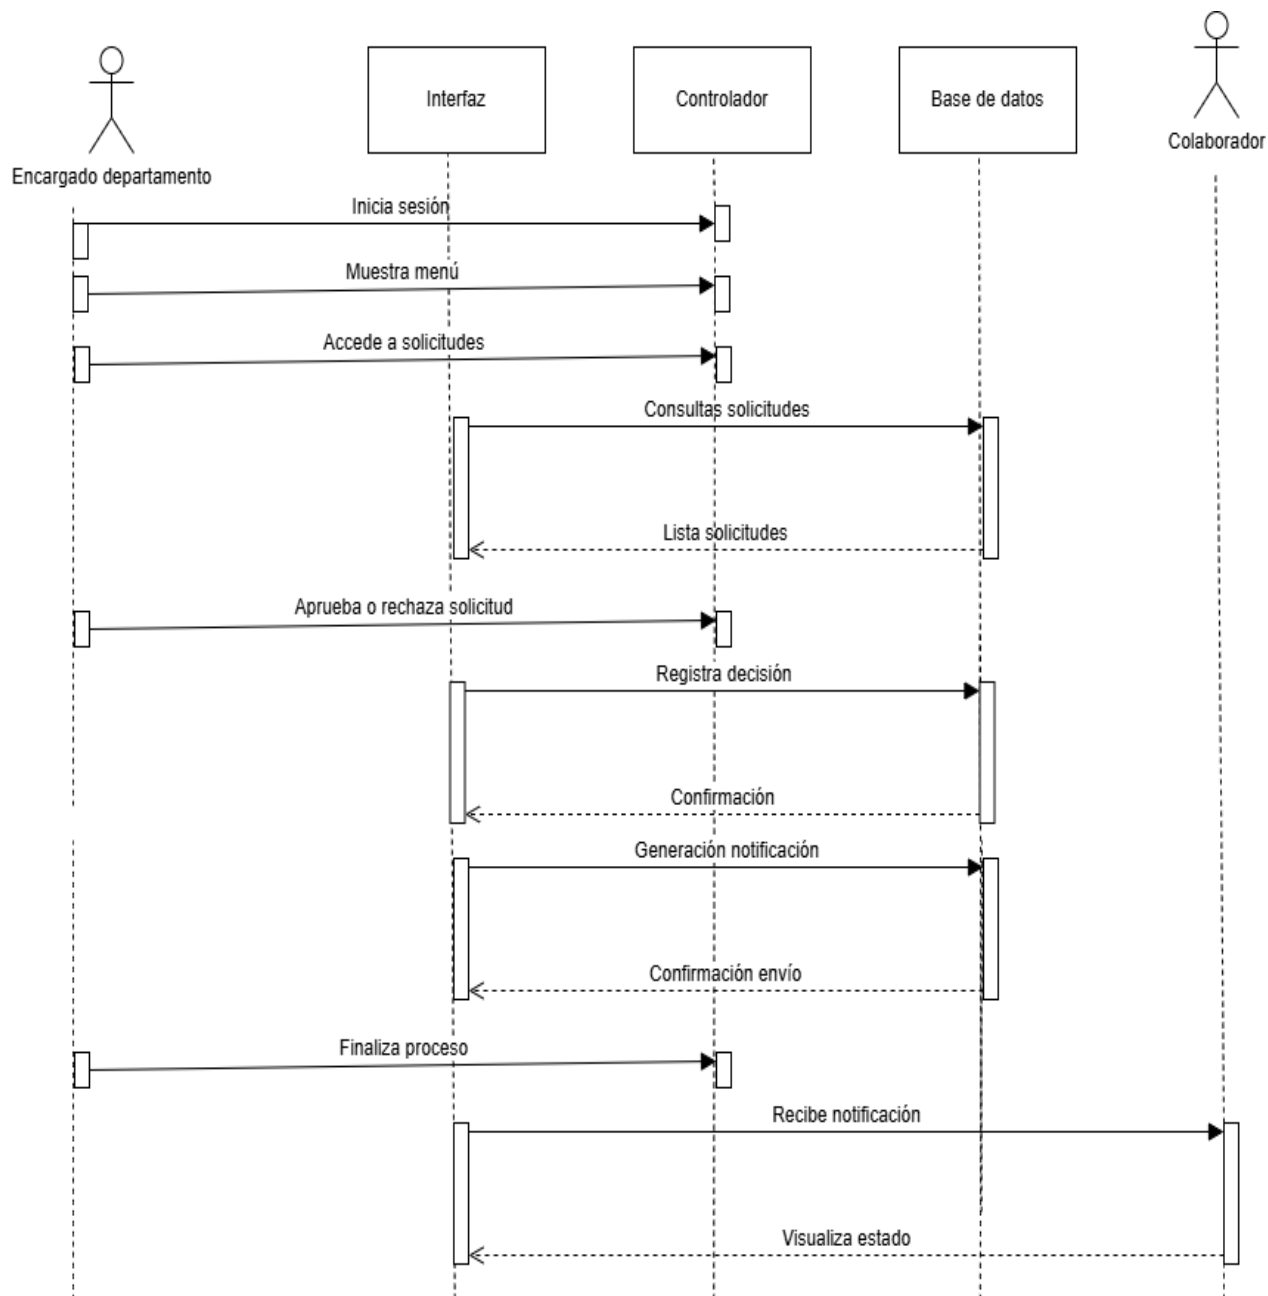 Interfaz
Controlador
Base de datos
Colaborador
Encargado departamento
Inicia sesión
Muestra menú
Accede a solicitudes
Consultas solicitudes
Lista solicitudes
Aprueba o rechaza solicitud
Registra decisión
Confirmación
Generación notificación
Confirmación envío
Finaliza proceso
Recibe notificación
Visualiza estado